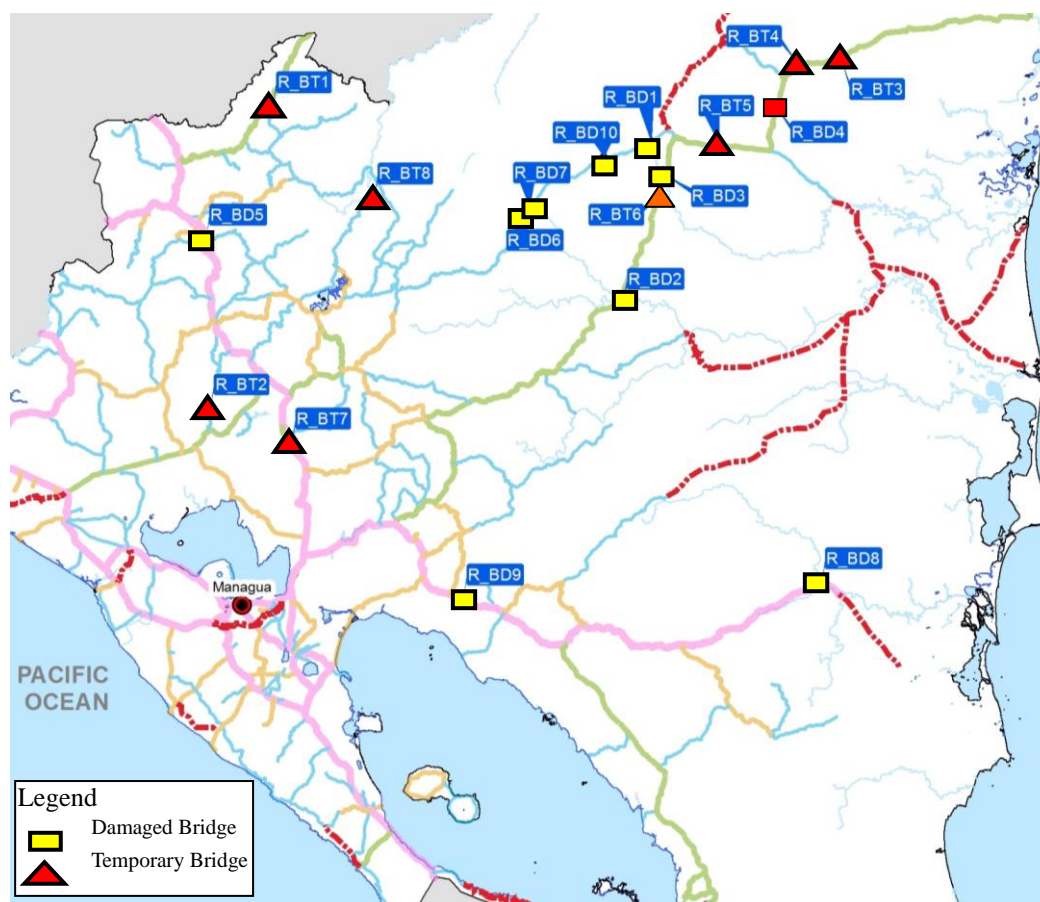 R_BT4
R_BT1
R_BT3
R_BD1
R_BT5
R_BD4
R_BD10
R_BD7
R_BT8
R_BD3
R_BT6
R_BD5
R_BD6
R_BD2
R_BT2
R_BT7
R_BD8
R_BD9
Managua
PACIFIC
OCEAN
Legend
Damaged Bridge
Temporary Bridge